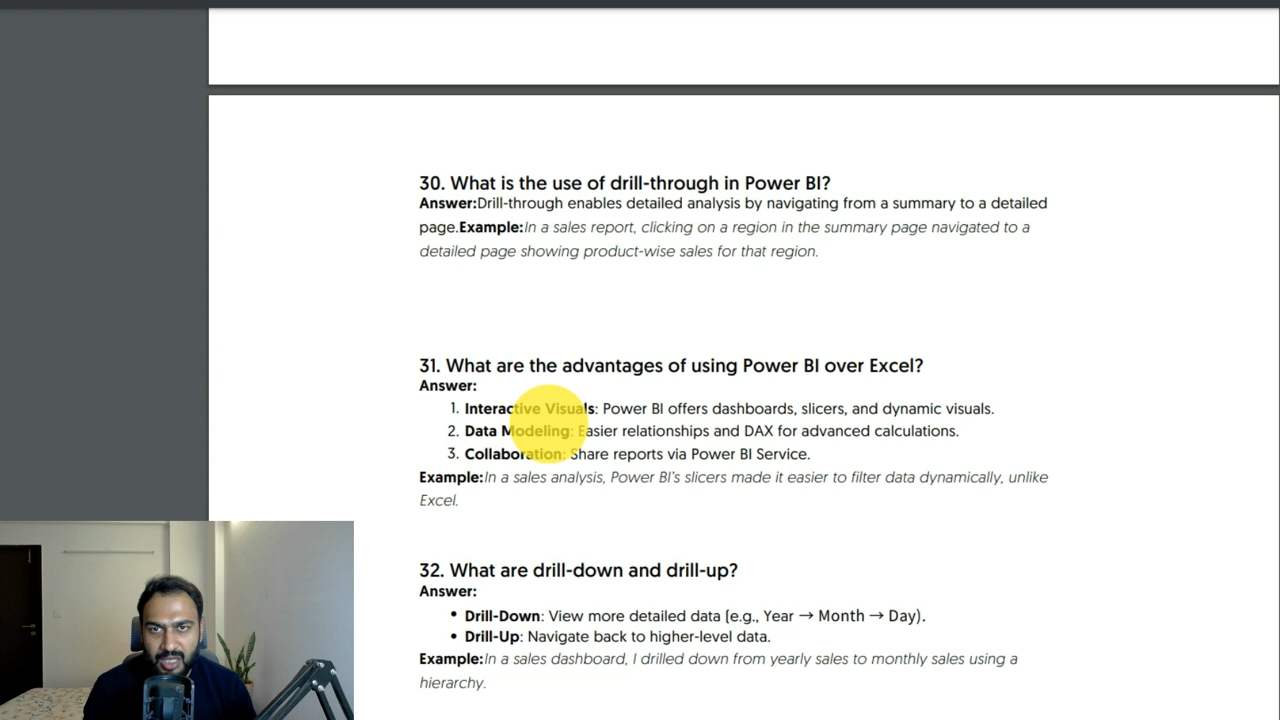 30. What is the use of drill-through in Power BI?
Answer:Drill-through enables detailed analysis by navigating from a summary to a detailed
page.Example:In a sales report, clicking on a region in the summary page navigated to a
detailed page showing product-wise sales for that region.
31. What are the advantages of using Power BI over Excel?
Answer:
1. Interactive Visuals: Power BI offers dashboards, slicers, and dynamic visuals.
2. Data Modeling: Easier relationships and DAX for advanced calculations.
3. Collaboration: Share reports via Power BI Service.
Example:In a sales analysis, Power BI's slicers made it easier to filter data dynamically, unlike
Excel.
32. What are drill-down and drill-up?
Answer:
• Drill-Down: View more detailed data (e.g., Year → Month → Day).
• Drill-Up: Navigate back to higher-level data.
Example:In a sales dashboard, I drilled down from yearly sales to monthly sales using a
hierarchy.